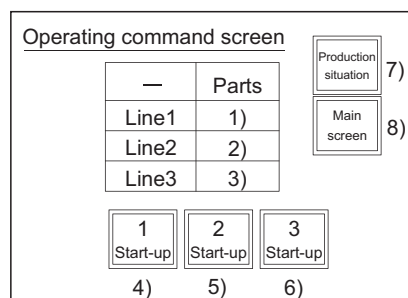 Operating command screen
Production
situation
7)
— Parts
Line1 1)
Line2 2)
Line3 3)
Main
screen
8)
1
Start-up
2
Start-up
3
Start-up
4) 5) 6)